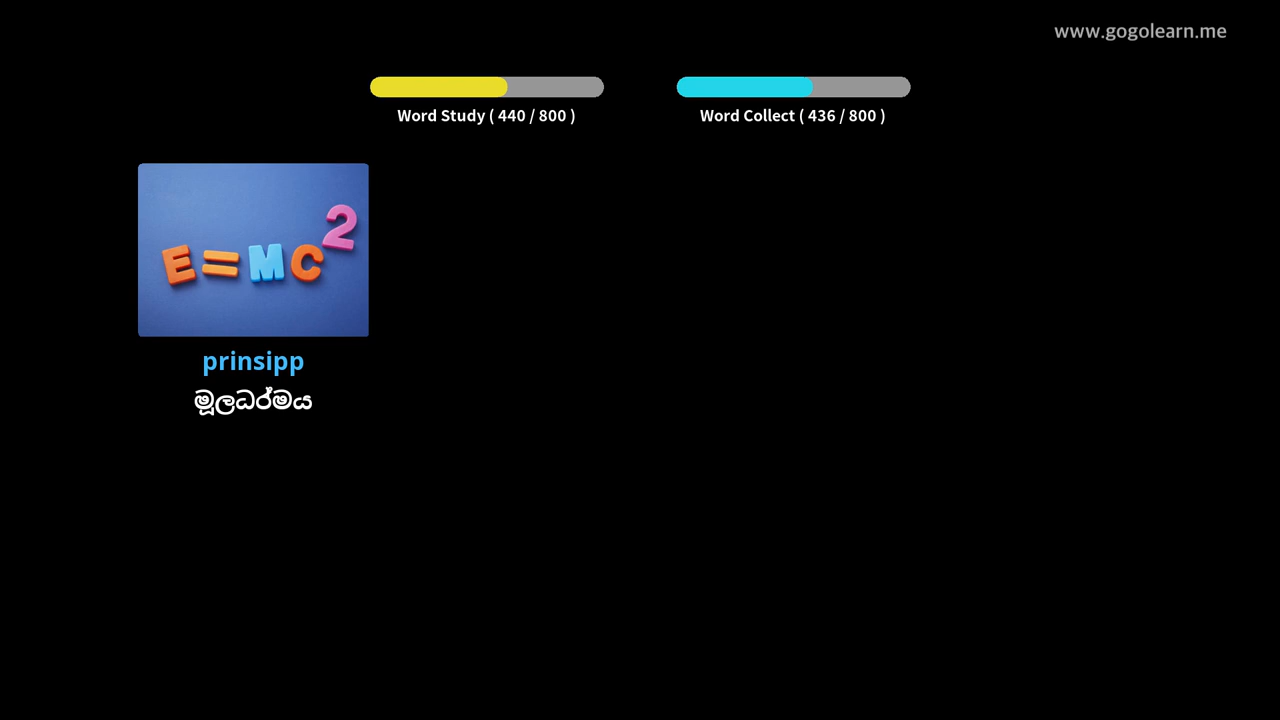 www.gogolearn.me
Word Study ( 440 / 800 )
Word Collect ( 436 / 800 )
E=MC²
prinsipp
මූලධර්මය